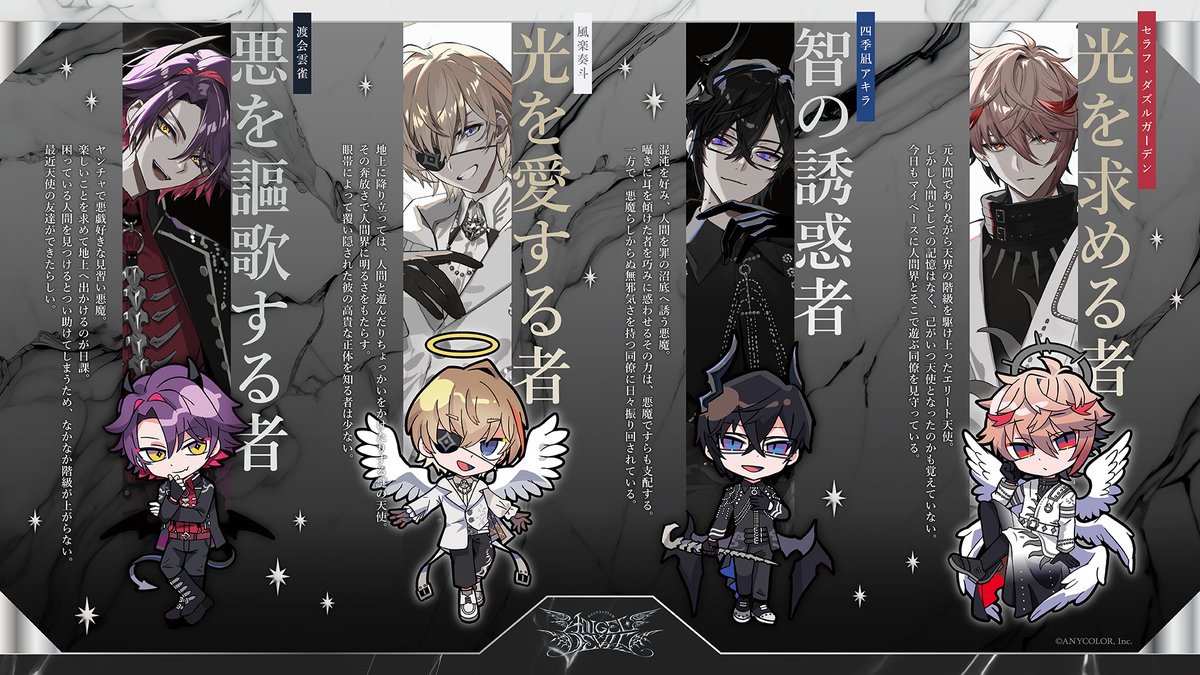 セラフ・ダズルガーデン
光を求める者
元人間でありながら天界の階級を駆け上ったエリート天使。
しかし人間としての記憶はなく、己がいつ天使となったのかも覚えていない。
今日もマイペースに人間界とそこで遊ぶ同僚を見守っている。
四季凪アキラ
智の誘惑者
混沌を好み、人間を罪の沼底へ誘う悪魔。
囁きに耳を傾けた者を巧みに惑わせるその力は、悪魔ですらも支配する。
一方で、悪魔らしからぬ無邪気さを持つ同僚に日々振り回されている。
風楽奏斗
光を愛する者
地上に降り立っては、人間と遊んだりちょっかいをかけたりする の天使。
その奔放さで人間界に明るさをもたらす。
眼帯によって覆い隠された彼の高貴な正体を知る者は少ない。
渡会雲雀
悪を謳歌する者
ヤンチャで悪戯好きな見習い悪魔。
楽しいことを求めて地上へ出かけるのが日課。
困っている人間を見つけるとつい助けてしまうため、なかなか階級が上がらない。
最近天使の友達ができたらしい。
ANGEL
DEVIL
©ANYCOLOR, Inc.